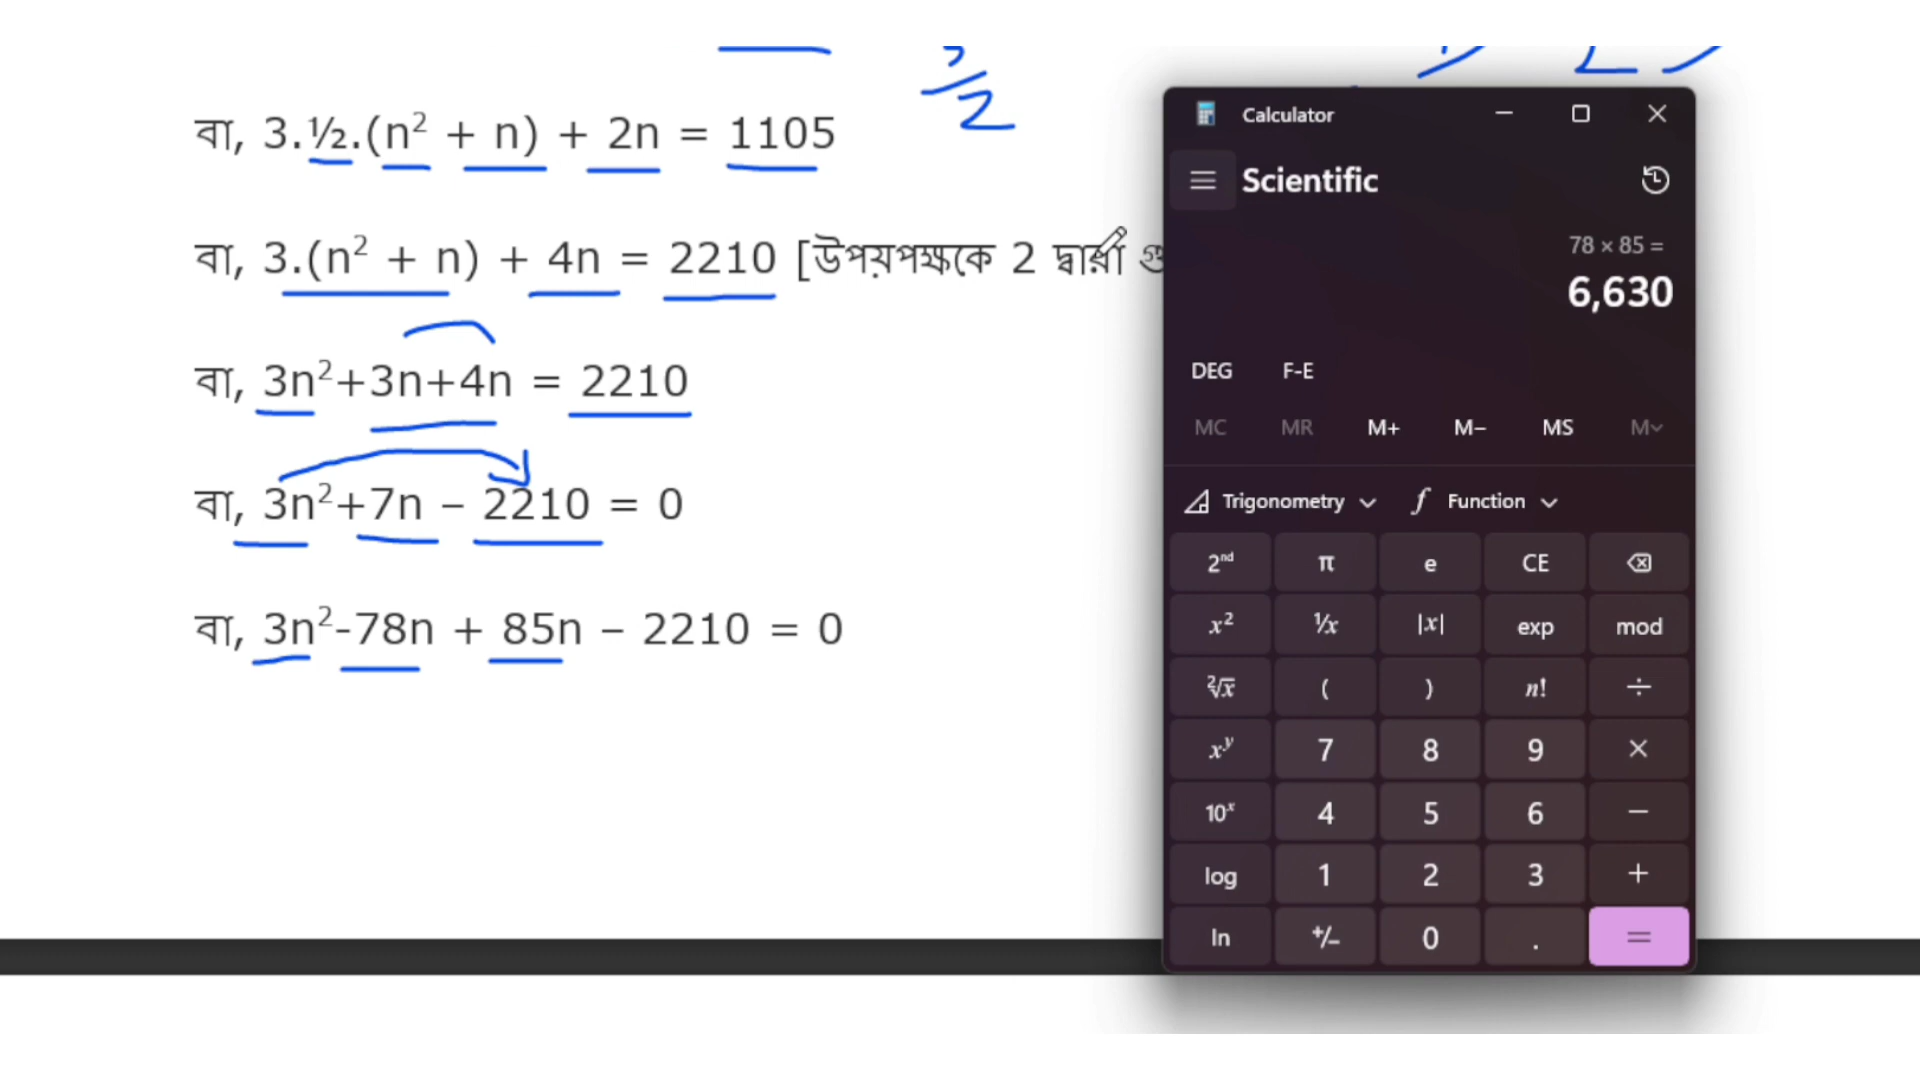 বা, 3.½.(n² + n) + 2n = 1105
বা, 3.(n² + n) + 4n = 2210 [উপয়পক্ষকে 2 দ্বারা
বা, 3n²+3n+4n = 2210
বা, 3n²+7n – 2210 = 0
বা, 3n²-78n + 85n – 2210 = 0
Calculator
Scientific
78 × 85 =
6,630
DEG F-E
MC MR M+ M− MS M
Trigonometry Function
2nd π e CE
x² ¹/x |x| exp mod
²√x ( ) n! ÷
xʸ 7 8 9 ×
10ˣ 4 5 6 −
log 1 2 3 +
ln +/− 0 . =